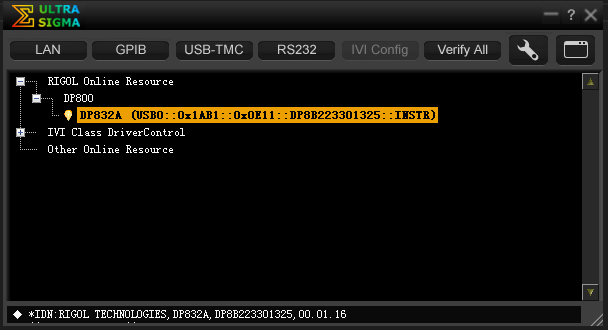 ULTRA
SIGMA
?
LAN GPIB USB-TMC RS232 IVI Config Verify All
RIGOL Online Resource
DP800
DP832A (USB0::0x1AB1::0x0E11::DP8B223301325::INSTR)
IVI Class DriverControl
Other Online Resource
*IDN:RIGOL TECHNOLOGIES,DP832A,DP8B223301325,00.01.16